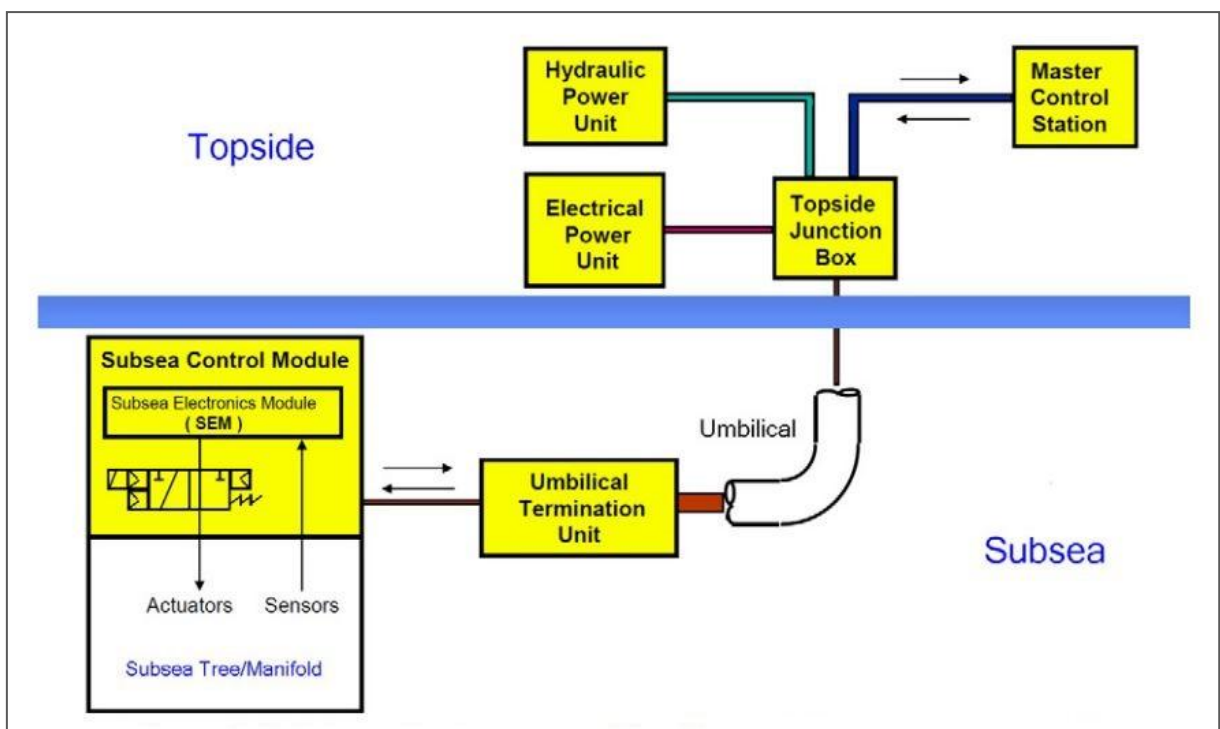 Topside
Hydraulic
Power
Unit
Master
Control
Station
Electrical
Power
Unit
Topside
Junction
Box
Subsea Control Module
Subsea Electronics Module
( SEM )
Umbilical
Umbilical
Termination
Unit
Subsea
Actuators
Sensors
Subsea Tree/Manifold